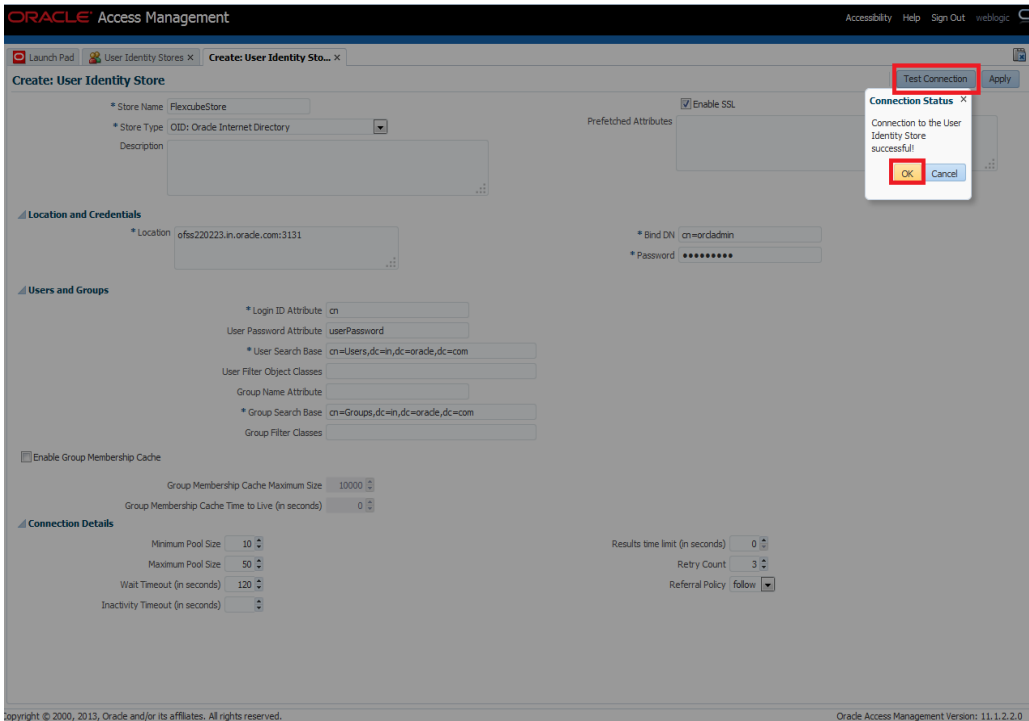 ORACLE Access Management
Accessibility Help Sign Out weblogic
Launch Pad User Identity Stores × Create: User Identity Sto... ×
Create: User Identity Store
Test Connection Apply
* Store Name FlexcubeStore
* Store Type OID: Oracle Internet Directory
Description
Enable SSL
Prefetched Attributes
Connection Status ×
Connection to the User
Identity Store
successful!
OK Cancel
Location and Credentials
* Location ofss220223.in.oracle.com:3131
* Bind DN cn=orcladmin
* Password •••••••••
Users and Groups
* Login ID Attribute cn
User Password Attribute userPassword
* User Search Base cn=Users,dc=in,dc=oracle,dc=com
User Filter Object Classes
Group Name Attribute
* Group Search Base cn=Groups,dc=in,dc=oracle,dc=com
Group Filter Classes
Enable Group Membership Cache
Group Membership Cache Maximum Size 10000
Group Membership Cache Time to Live (in seconds) 0
Connection Details
Minimum Pool Size 10
Maximum Pool Size 50
Wait Timeout (in seconds) 120
Inactivity Timeout (in seconds)
Results time limit (in seconds) 0
Retry Count 3
Referral Policy follow
Copyright © 2000, 2013, Oracle and/or its affiliates. All rights reserved.
Oracle Access Management Version: 11.1.2.2.0